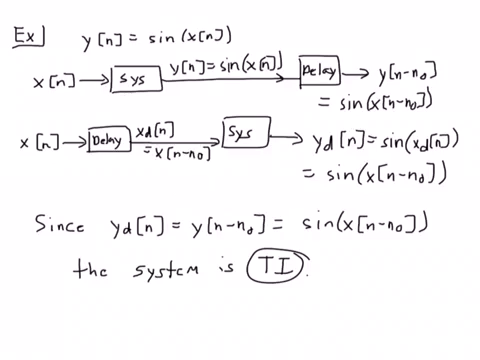 Ex] y[n] = sin(x[n])
x[n] → Sys y[n] = sin(x[n]) → Delay → y[n-n₀]
= sin(x[n-n₀])
x[n] → Delay xd[n] = x[n-n₀] → Sys → yd[n] = sin(xd[n])
= sin(x[n-n₀])
Since yd[n] = y[n-n₀] = sin(x[n-n₀])
the system is TI.